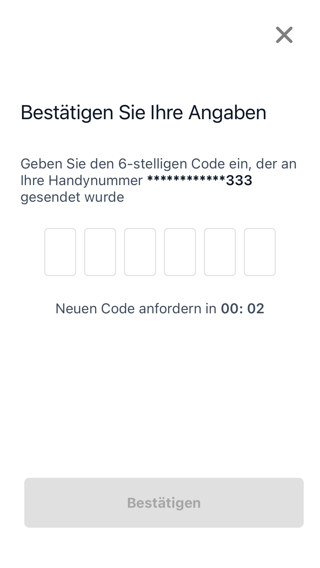 Bestätigen Sie Ihre Angaben
Geben Sie den 6-stelligen Code ein, der an
Ihre Handynummer ************333
gesendet wurde
Neuen Code anfordern in 00: 02
Bestätigen